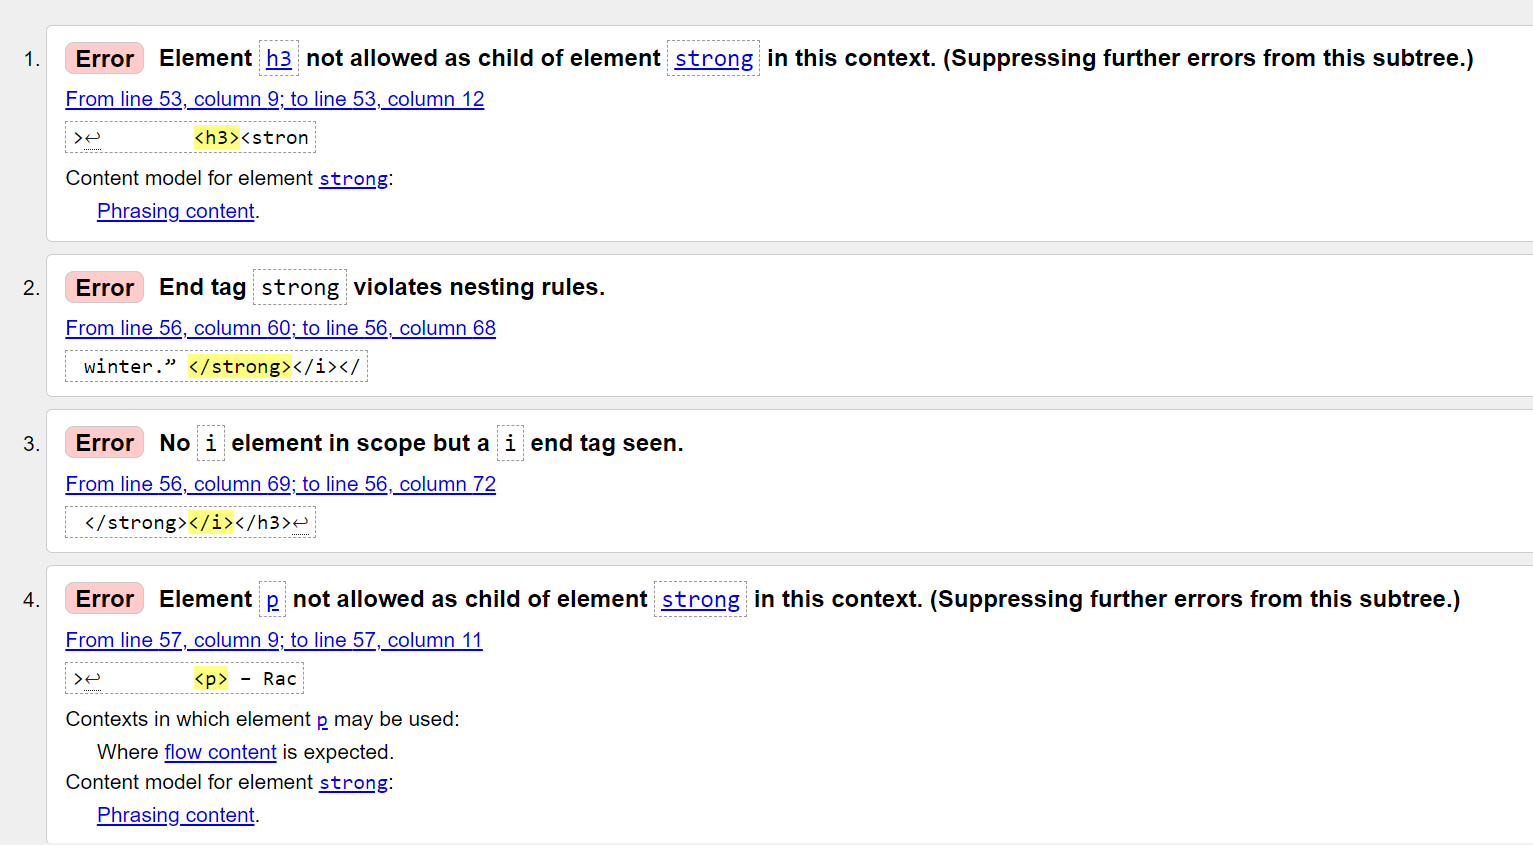 1. Error Element h3 not allowed as child of element strong in this context. (Suppressing further errors from this subtree.)
From line 53, column 9; to line 53, column 12
>↩        <h3><stron
Content model for element strong:
Phrasing content.
2. Error End tag strong violates nesting rules.
From line 56, column 60; to line 56, column 68
winter.” </strong></i></
3. Error No i element in scope but a i end tag seen.
From line 56, column 69; to line 56, column 72
</strong></i></h3>↩
4. Error Element p not allowed as child of element strong in this context. (Suppressing further errors from this subtree.)
From line 57, column 9; to line 57, column 11
>↩        <p> – Rac
Contexts in which element p may be used:
Where flow content is expected.
Content model for element strong:
Phrasing content.